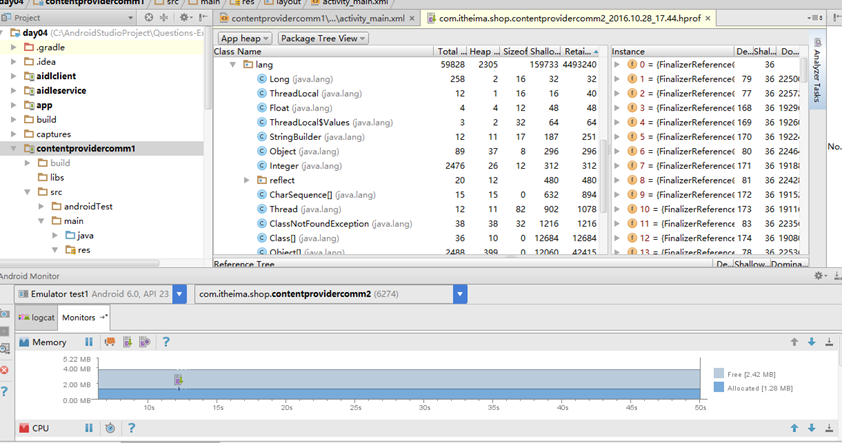 day04 contentprovidercomm1 src main res layout activity_main.xml
Project
contentprovidercomm1\...\activity_main.xml × com.itheima.shop.contentprovidercomm2_2016.10.28_17.44.hprof ×
day04 (C:\AndroidStudioProject\Questions-E
.gradle
.idea
aidlclient
aidleservice
app
build
captures
contentprovidercomm1
build
libs
src
androidTest
main
java
res
App heap Package Tree View
Class Name Total ... Heap ... Sizeof Shallo... Retai...
lang 59828 2305 159733 4493240
Long (java.lang) 258 2 16 32 32
ThreadLocal (java.lang) 12 1 16 16 40
Float (java.lang) 4 4 12 48 48
ThreadLocal$Values (java.lang) 3 2 32 64 64
StringBuilder (java.lang) 12 11 17 187 251
Object (java.lang) 89 37 8 296 296
Integer (java.lang) 2476 26 12 312 312
reflect 20 12 480 480
CharSequence[] (java.lang) 15 15 0 632 894
Thread (java.lang) 12 11 82 902 1078
ClassNotFoundException (java.lang) 38 38 32 1216 1216
Class[] (java.lang) 36 10 0 12684 12684
Object[] (java.lang) 2488 399 0 12060 42415
Reference Tree De... Shallow... Domina...
Instance De... Shal... Do...
0 = {FinalizerReference( 36
1 = {FinalizerReference( 79 36
2 = {FinalizerReference( 77 36
3 = {FinalizerReference( 168 36
4 = {FinalizerReference( 169 36
5 = {FinalizerReference( 170 36
6 = {FinalizerReference( 80 36
7 = {FinalizerReference( 171 36
8 = {FinalizerReference( 81 36
9 = {FinalizerReference( 172 36
10 = {FinalizerReference 173 36
11 = {FinalizerReference 83 36
12 = {FinalizerReference 174 36
13 = {FinalizerReference 78 36
Analyzer Tasks
No...
Android Monitor
Emulator test1 Android 6.0, API 23 com.itheima.shop.contentprovidercomm2 (6274)
logcat Monitors
Memory ?
5.22 MB
4.00 MB
2.00 MB
0.00 MB
10s 15s 20s 25s 30s 35s 40s 45s 50s
Free [2.42 MB]
Allocated [1.28 MB]
CPU ?